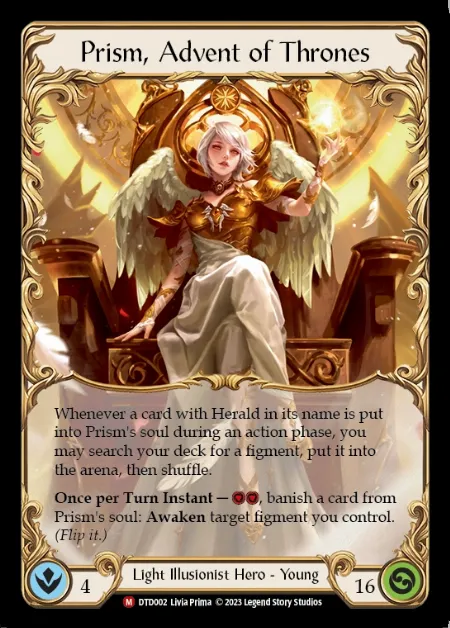 Prism, Advent of Thrones
Whenever a card with Herald in its name is put
into Prism's soul during an action phase, you
may search your deck for a figment, put it into
the arena, then shuffle.
Once per Turn Instant — , banish a card from
Prism's soul: Awaken target figment you control.
(Flip it.)
4
Light Illusionist Hero - Young
16
M DTD002 Livia Prima © 2023 Legend Story Studios